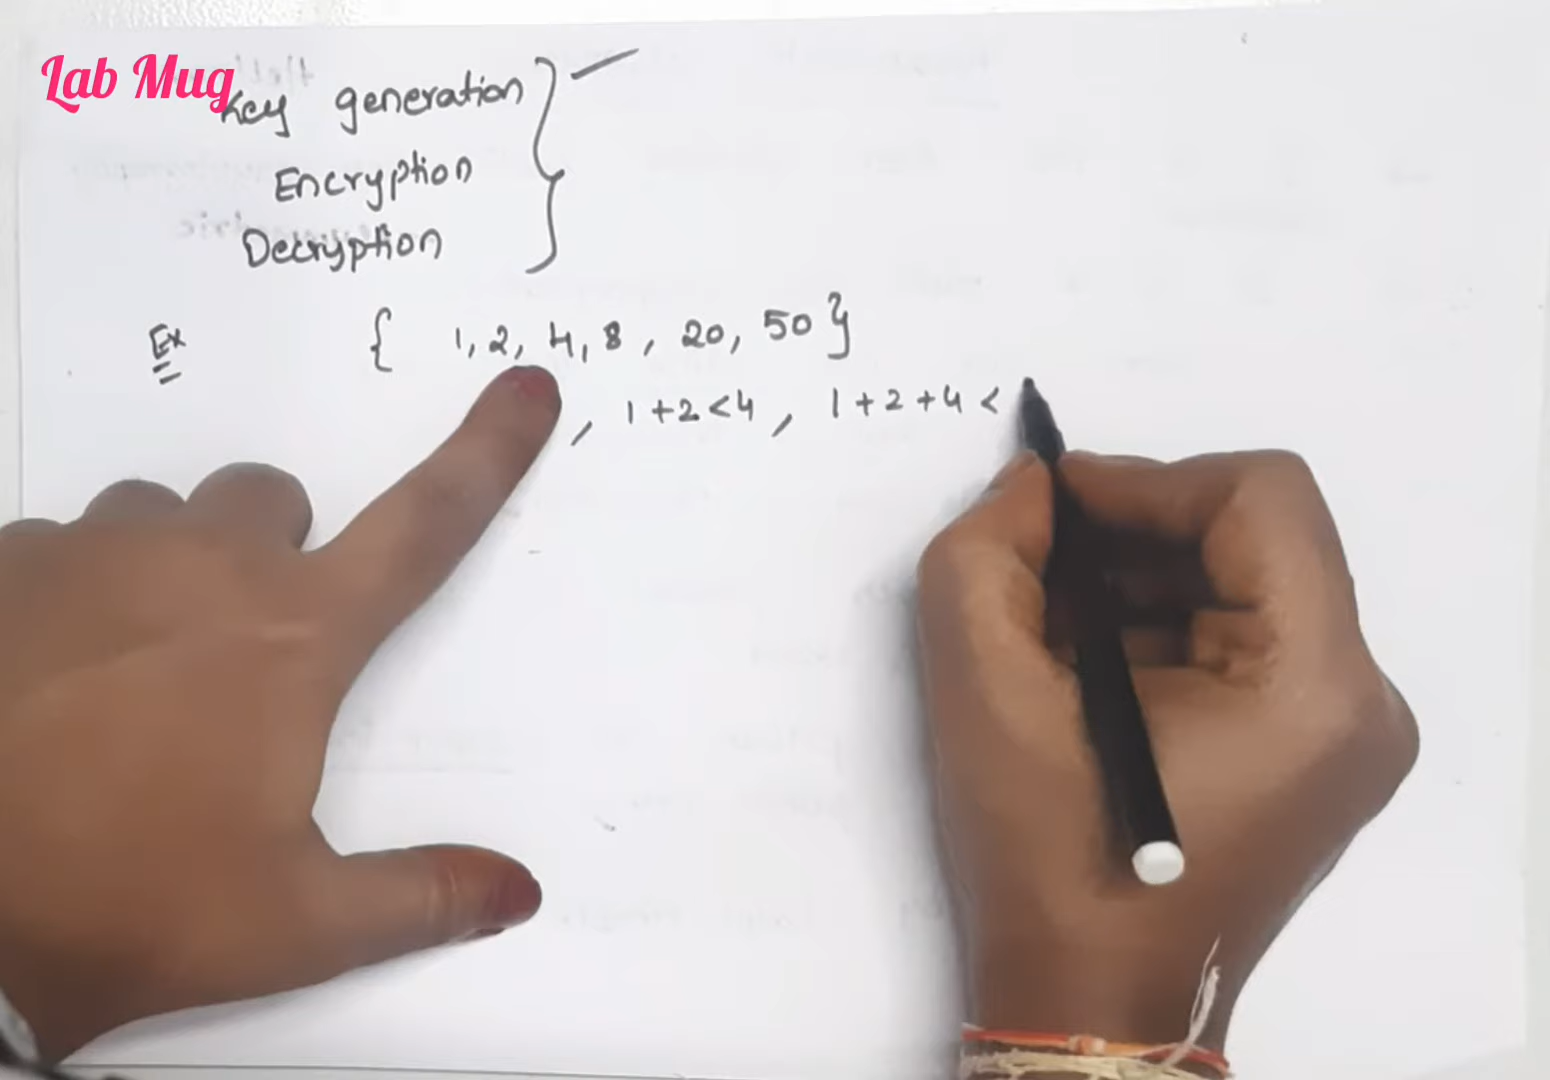 Lab Mug
Key generation
Encryption
Decryption
Ex { 1, 2, 4, 8, 20, 50 }
, 1+2<4, 1+2+4<